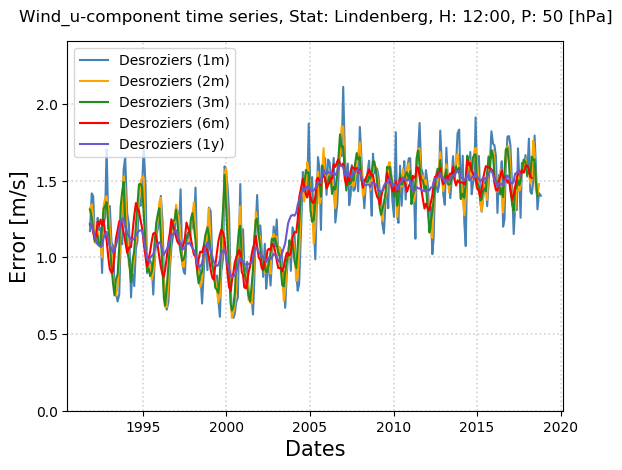 Wind_u-component time series, Stat: Lindenberg, H: 12:00, P: 50 [hPa]
Desroziers (1m)
Desroziers (2m)
Desroziers (3m)
Desroziers (6m)
Desroziers (1y)
Error [m/s]
2.0
1.5
1.0
0.5
0.0
1995 2000 2005 2010 2015 2020
Dates